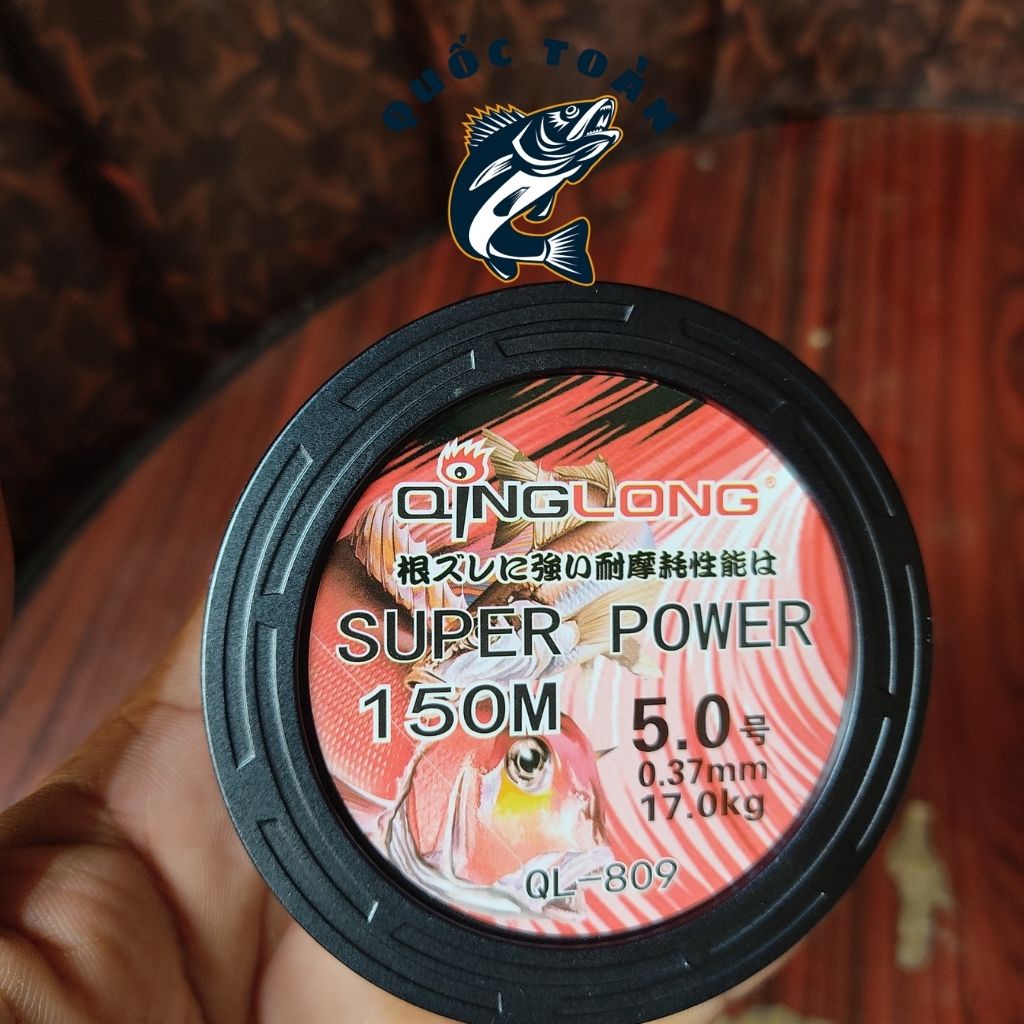 QUỐC TOÀN
QINGLONG®
根ズレに強い耐摩耗性能は
SUPER POWER
150M
5.0号
0.37mm
17.0kg
QL-809